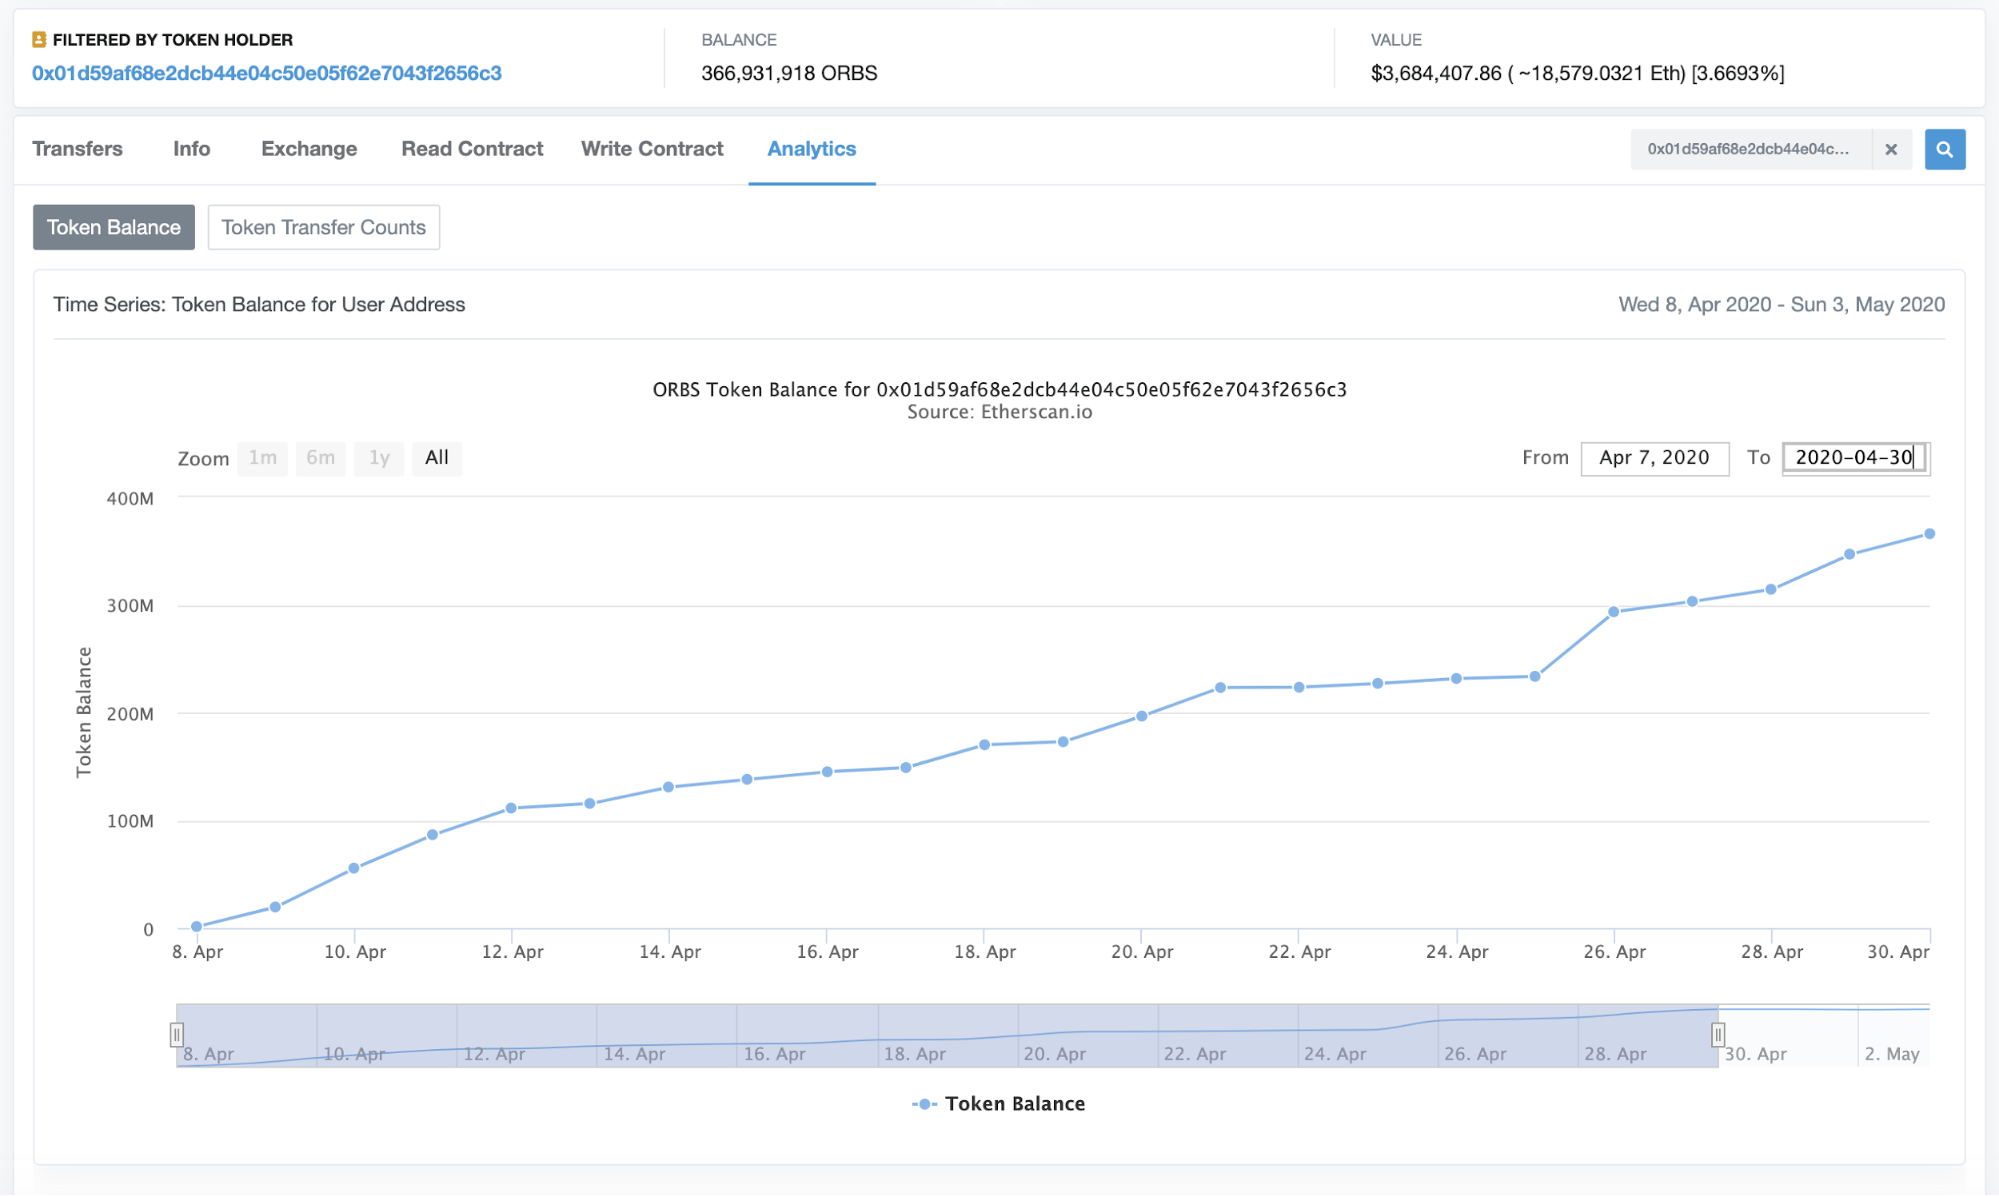 FILTERED BY TOKEN HOLDER
0x01d59af68e2dcb44e04c50e05f62e7043f2656c3
BALANCE
366,931,918 ORBS
VALUE
$3,684,407.86 ( ~18,579.0321 Eth) [3.6693%]
Transfers Info Exchange Read Contract Write Contract Analytics
0x01d59af68e2dcb44e04c...
Token Balance Token Transfer Counts
Time Series: Token Balance for User Address
Wed 8, Apr 2020 - Sun 3, May 2020
ORBS Token Balance for 0x01d59af68e2dcb44e04c50e05f62e7043f2656c3
Source: Etherscan.io
Zoom 1m 6m 1y All
From Apr 7, 2020 To 2020-04-30
Token Balance
400M
300M
200M
100M
0
8. Apr 10. Apr 12. Apr 14. Apr 16. Apr 18. Apr 20. Apr 22. Apr 24. Apr 26. Apr 28. Apr 30. Apr
8. Apr 10. Apr 12. Apr 14. Apr 16. Apr 18. Apr 20. Apr 22. Apr 24. Apr 26. Apr 28. Apr 30. Apr 2. May
Token Balance